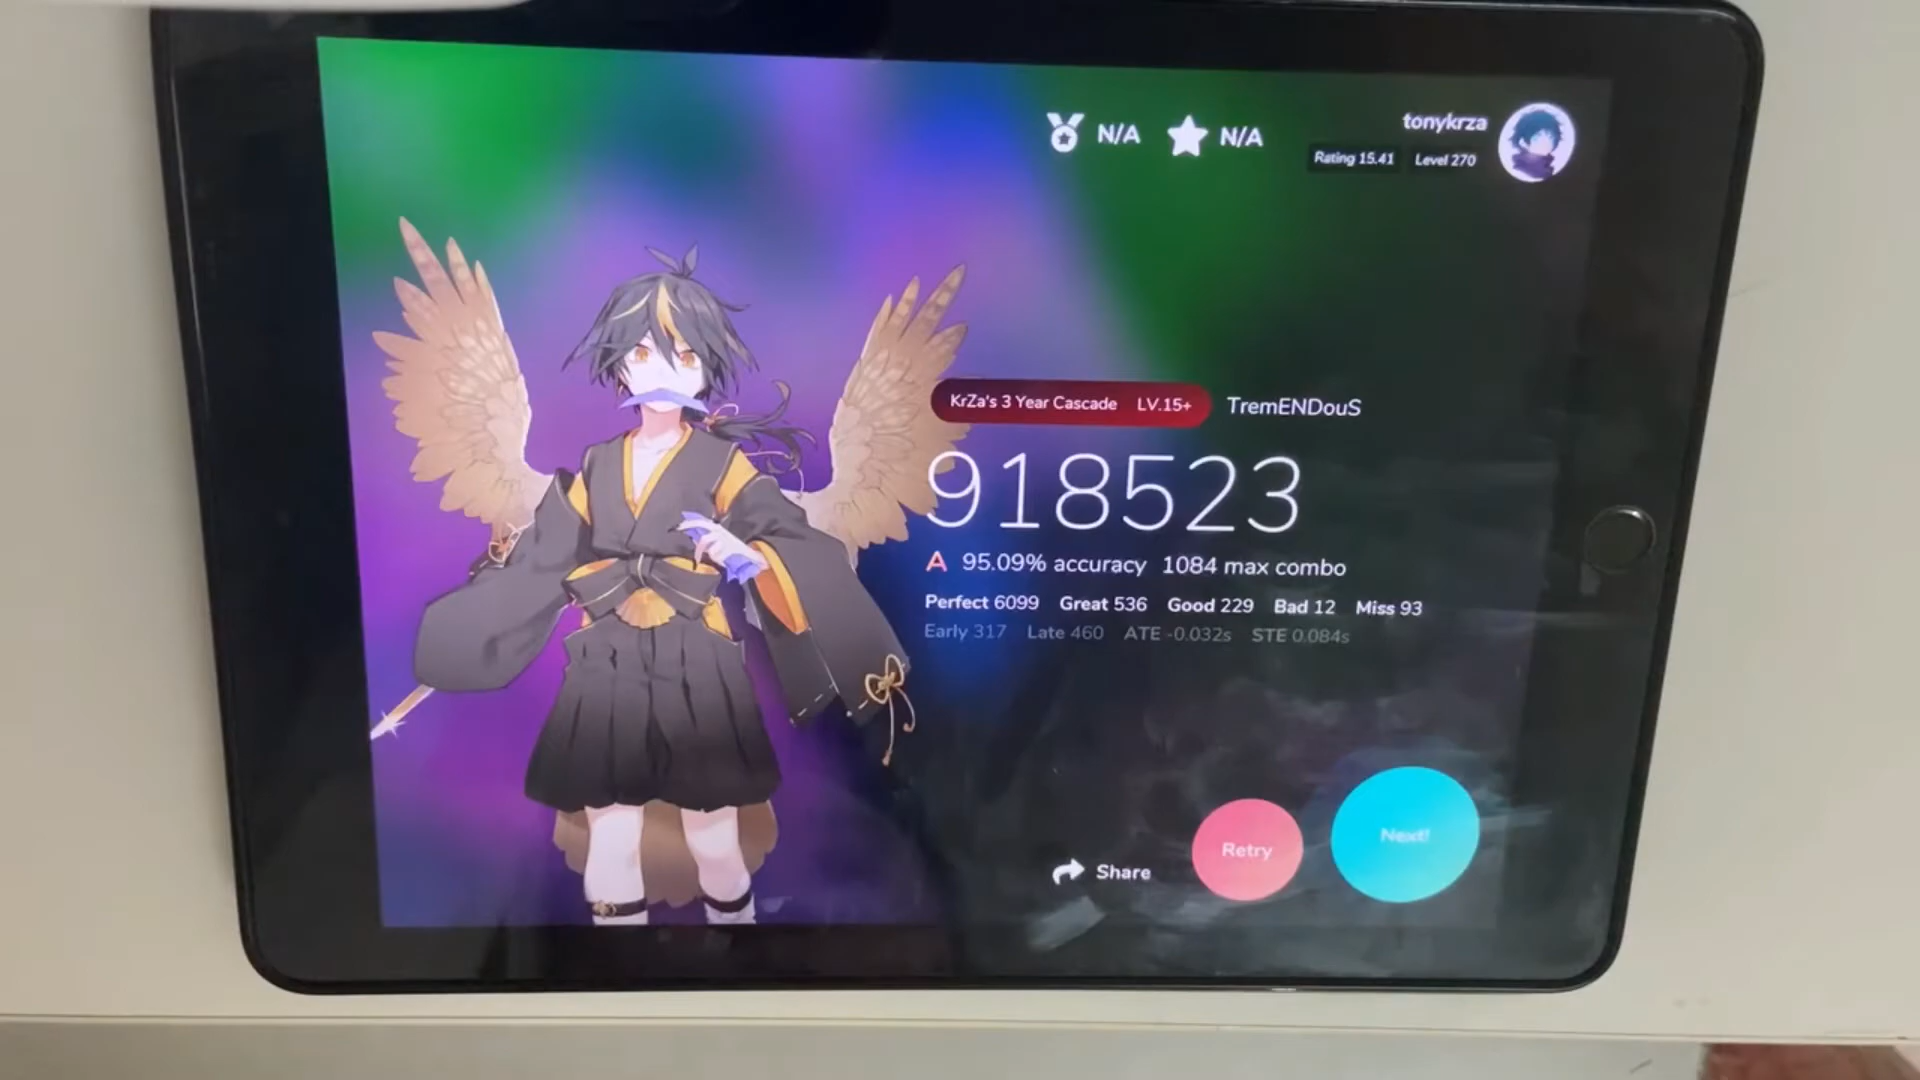 N/A N/A
tonykrza
Rating 15.41 Level 270
KrZa's 3 Year Cascade LV.15+ TremENDouS
918523
A 95.09% accuracy 1084 max combo
Perfect 6099 Great 536 Good 229 Bad 12 Miss 93
Early 317 Late 460 ATE -0.032s STE 0.084s
Share Retry Next!